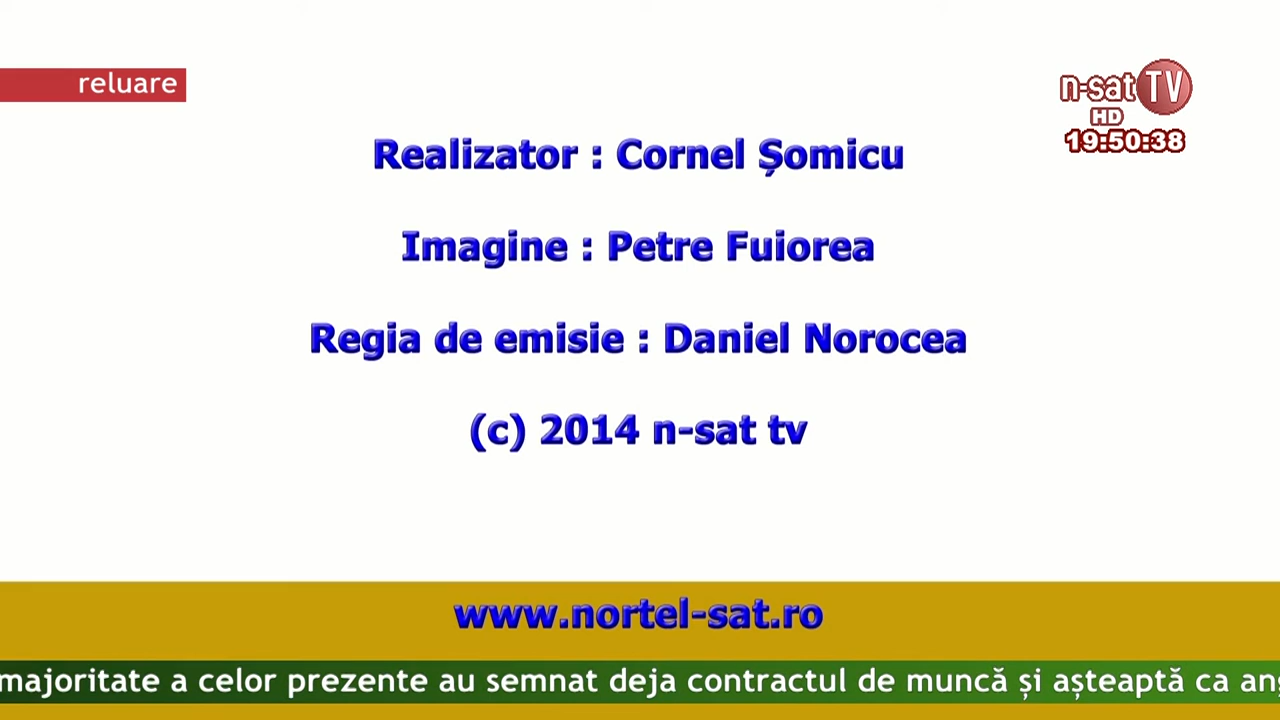 reluare
n-sat TV
HD
19:50:38
Realizator : Cornel Șomicu
Imagine : Petre Fuiorea
Regia de emisie : Daniel Norocea
(c) 2014 n-sat tv
www.nortel-sat.ro
majoritate a celor prezente au semnat deja contractul de muncă și așteaptă ca